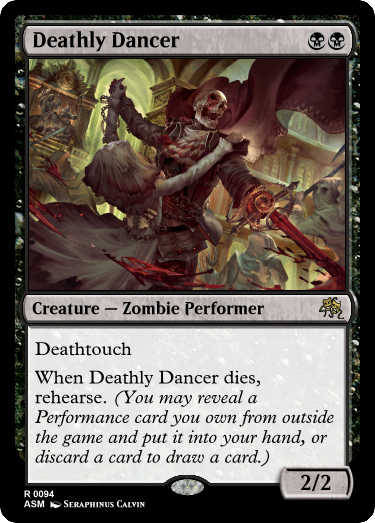 Deathly Dancer
Creature — Zombie Performer
Deathtouch
When Deathly Dancer dies,
rehearse. (You may reveal a
Performance card you own from outside
the game and put it into your hand, or
discard a card to draw a card.)
2/2
R 0094
ASM Seraphinus Calvin